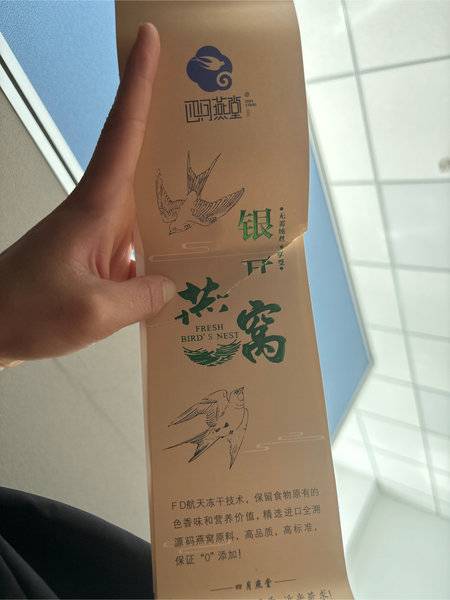 四月燕堂
银耳
燕窝
FRESH
BIRD'S NEST
FD航天冻干技术,保留食物原有的
色香味和营养价值,精选进口全溯
源码燕窝原料,高品质,高标准,
保证"0"添加!
四月燕堂